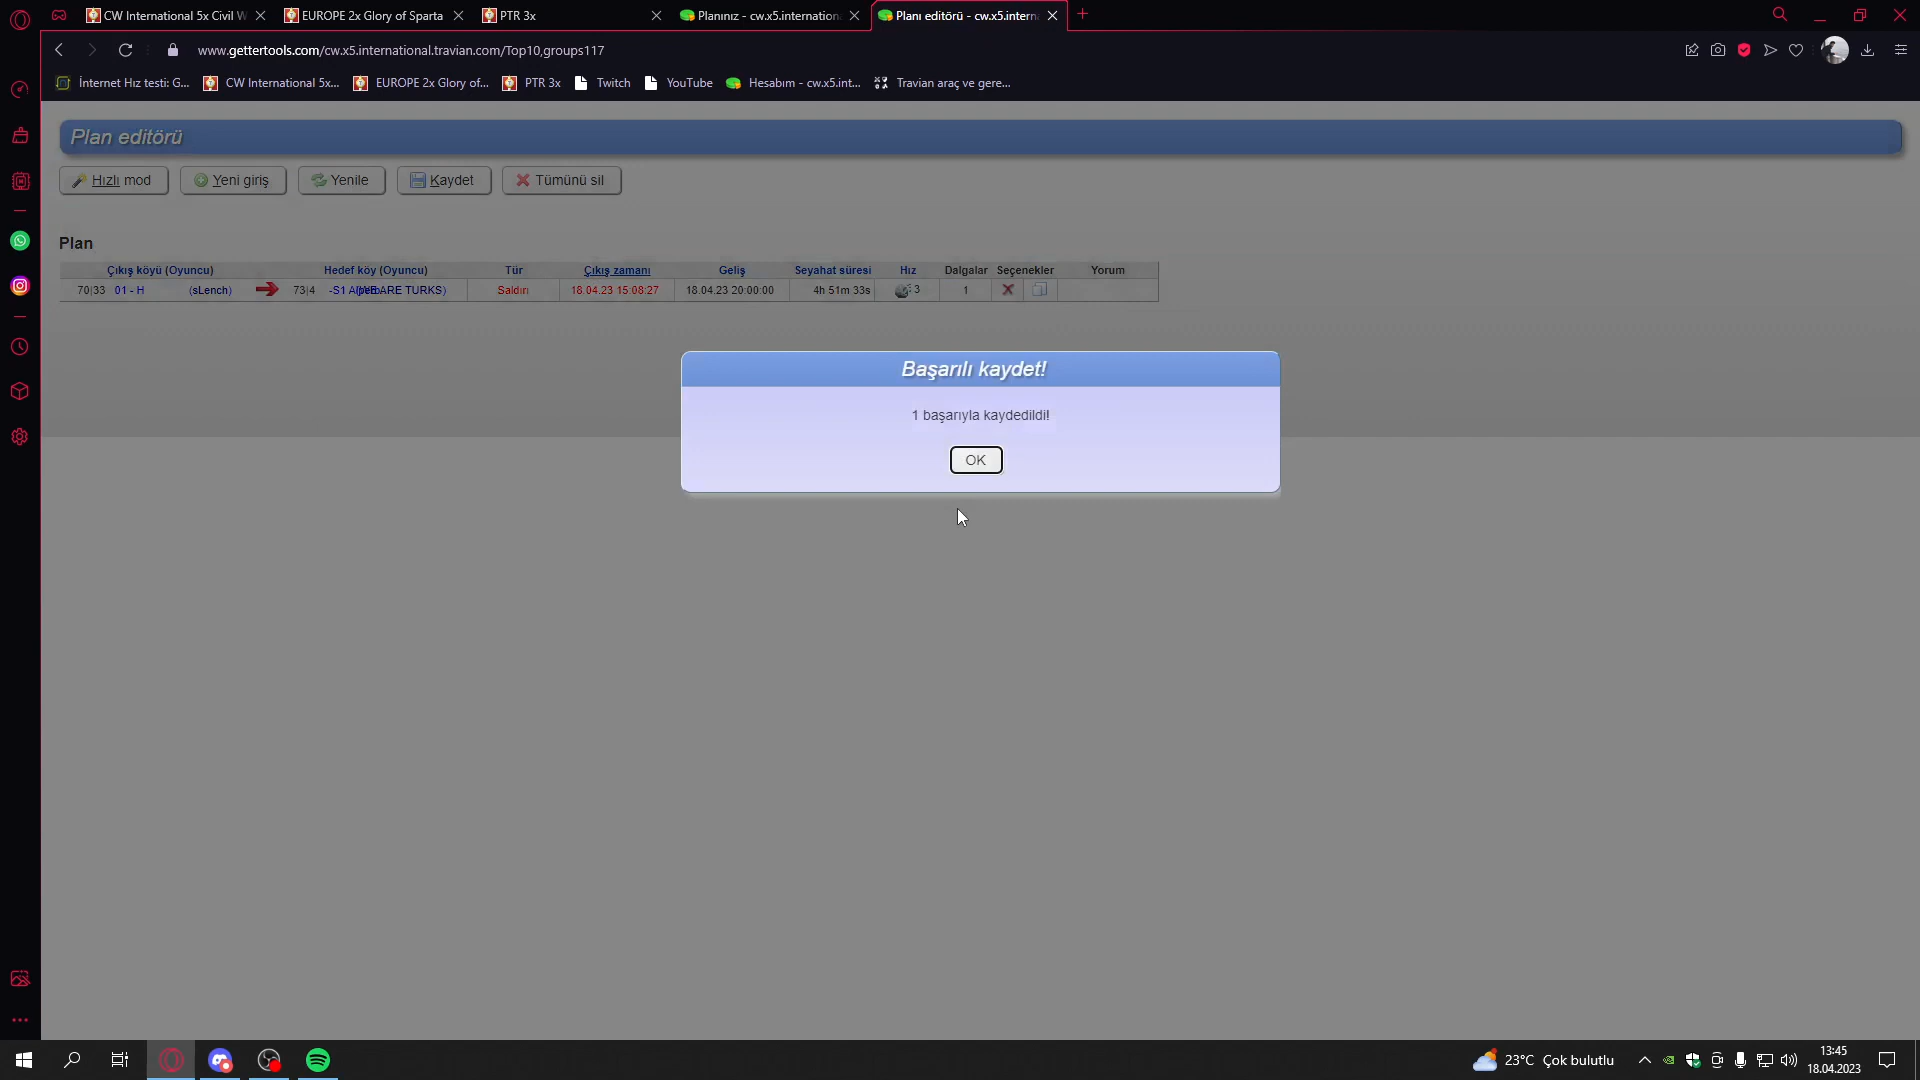 CW International 5x Civil W
EUROPE 2x Glory of Sparta
PTR 3x
Planınız - cw.x5.internation
Planı editörü - cw.x5.intern
www.gettertools.com/cw.x5.international.travian.com/Top10,groups117
İnternet Hız testi: G...
CW International 5x...
EUROPE 2x Glory of...
PTR 3x
Twitch
YouTube
Hesabım - cw.x5.int...
Travian araç ve gere...
Plan editörü
Hızlı mod
Yeni giriş
Yenile
Kaydet
Tümünü sil
Plan
Çıkış köyü (Oyuncu) Hedef köy (Oyuncu) Tür Çıkış zamanı Geliş Seyahat süresi Hız Dalgalar Seçenekler Yorum
70|33 01 - H (sLench) 73|4 -S1 ARE TURKS) Saldırı 18.04.23 15:08:27 18.04.23 20:00:00 4h 51m 33s 3 1
Başarılı kaydet!
1 başarıyla kaydedildi!
OK
23°C Çok bulutlu
13:45
18.04.2023